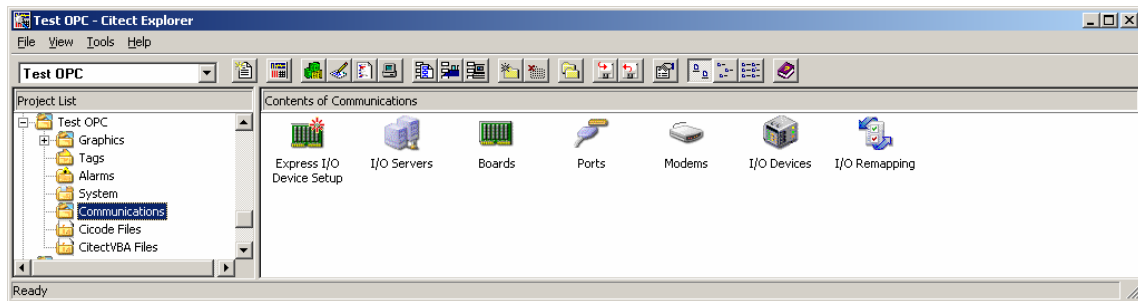 Test OPC - Citect Explorer
File View Tools Help
Test OPC
Project List
Contents of Communications
Test OPC
Graphics
Tags
Alarms
System
Communications
Cicode Files
CitectVBA Files
Express I/O Device Setup
I/O Servers
Boards
Ports
Modems
I/O Devices
I/O Remapping
Ready